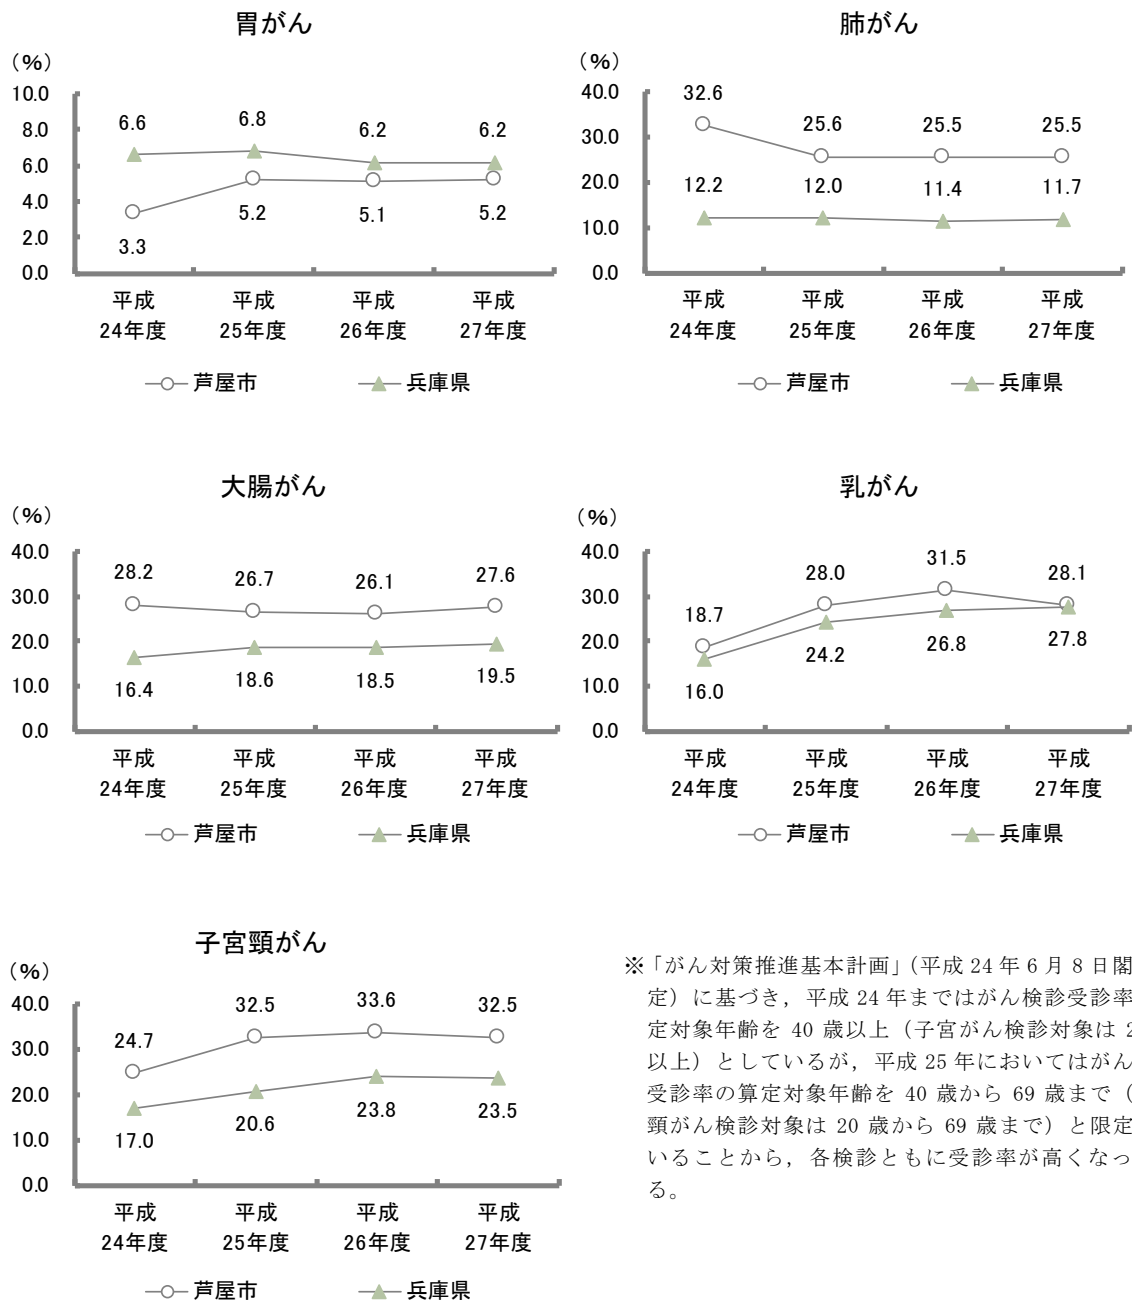 胃がん
（%）
10.0
8.0
6.0
4.0
2.0
0.0
6.6
6.8
6.2
6.2
3.3
5.2
5.1
5.2
平成 平成 平成 平成
24年度 25年度 26年度 27年度
芦屋市 兵庫県
肺がん
（%）
40.0
30.0
20.0
10.0
0.0
32.6
25.6
25.5
25.5
12.2
12.0
11.4
11.7
平成 平成 平成 平成
24年度 25年度 26年度 27年度
芦屋市 兵庫県
大腸がん
（%）
40.0
30.0
20.0
10.0
0.0
28.2
26.7
26.1
27.6
16.4
18.6
18.5
19.5
平成 平成 平成 平成
24年度 25年度 26年度 27年度
芦屋市 兵庫県
乳がん
（%）
40.0
30.0
20.0
10.0
0.0
18.7
28.0
31.5
28.1
16.0
24.2
26.8
27.8
平成 平成 平成 平成
24年度 25年度 26年度 27年度
芦屋市 兵庫県
子宮頸がん
（%）
40.0
30.0
20.0
10.0
0.0
24.7
32.5
33.6
32.5
17.0
20.6
23.8
23.5
平成 平成 平成 平成
24年度 25年度 26年度 27年度
芦屋市 兵庫県
※「がん対策推進基本計画」（平成 24 年 6 月 8 日閣
定）に基づき，平成 24 年まではがん検診受診率
定対象年齢を 40 歳以上（子宮がん検診対象は 2
以上）としているが，平成 25 年においてはがん
受診率の算定対象年齢を 40 歳から 69 歳まで（
頸がん検診対象は 20 歳から 69 歳まで）と限定
いることから，各検診ともに受診率が高くなっ
る。